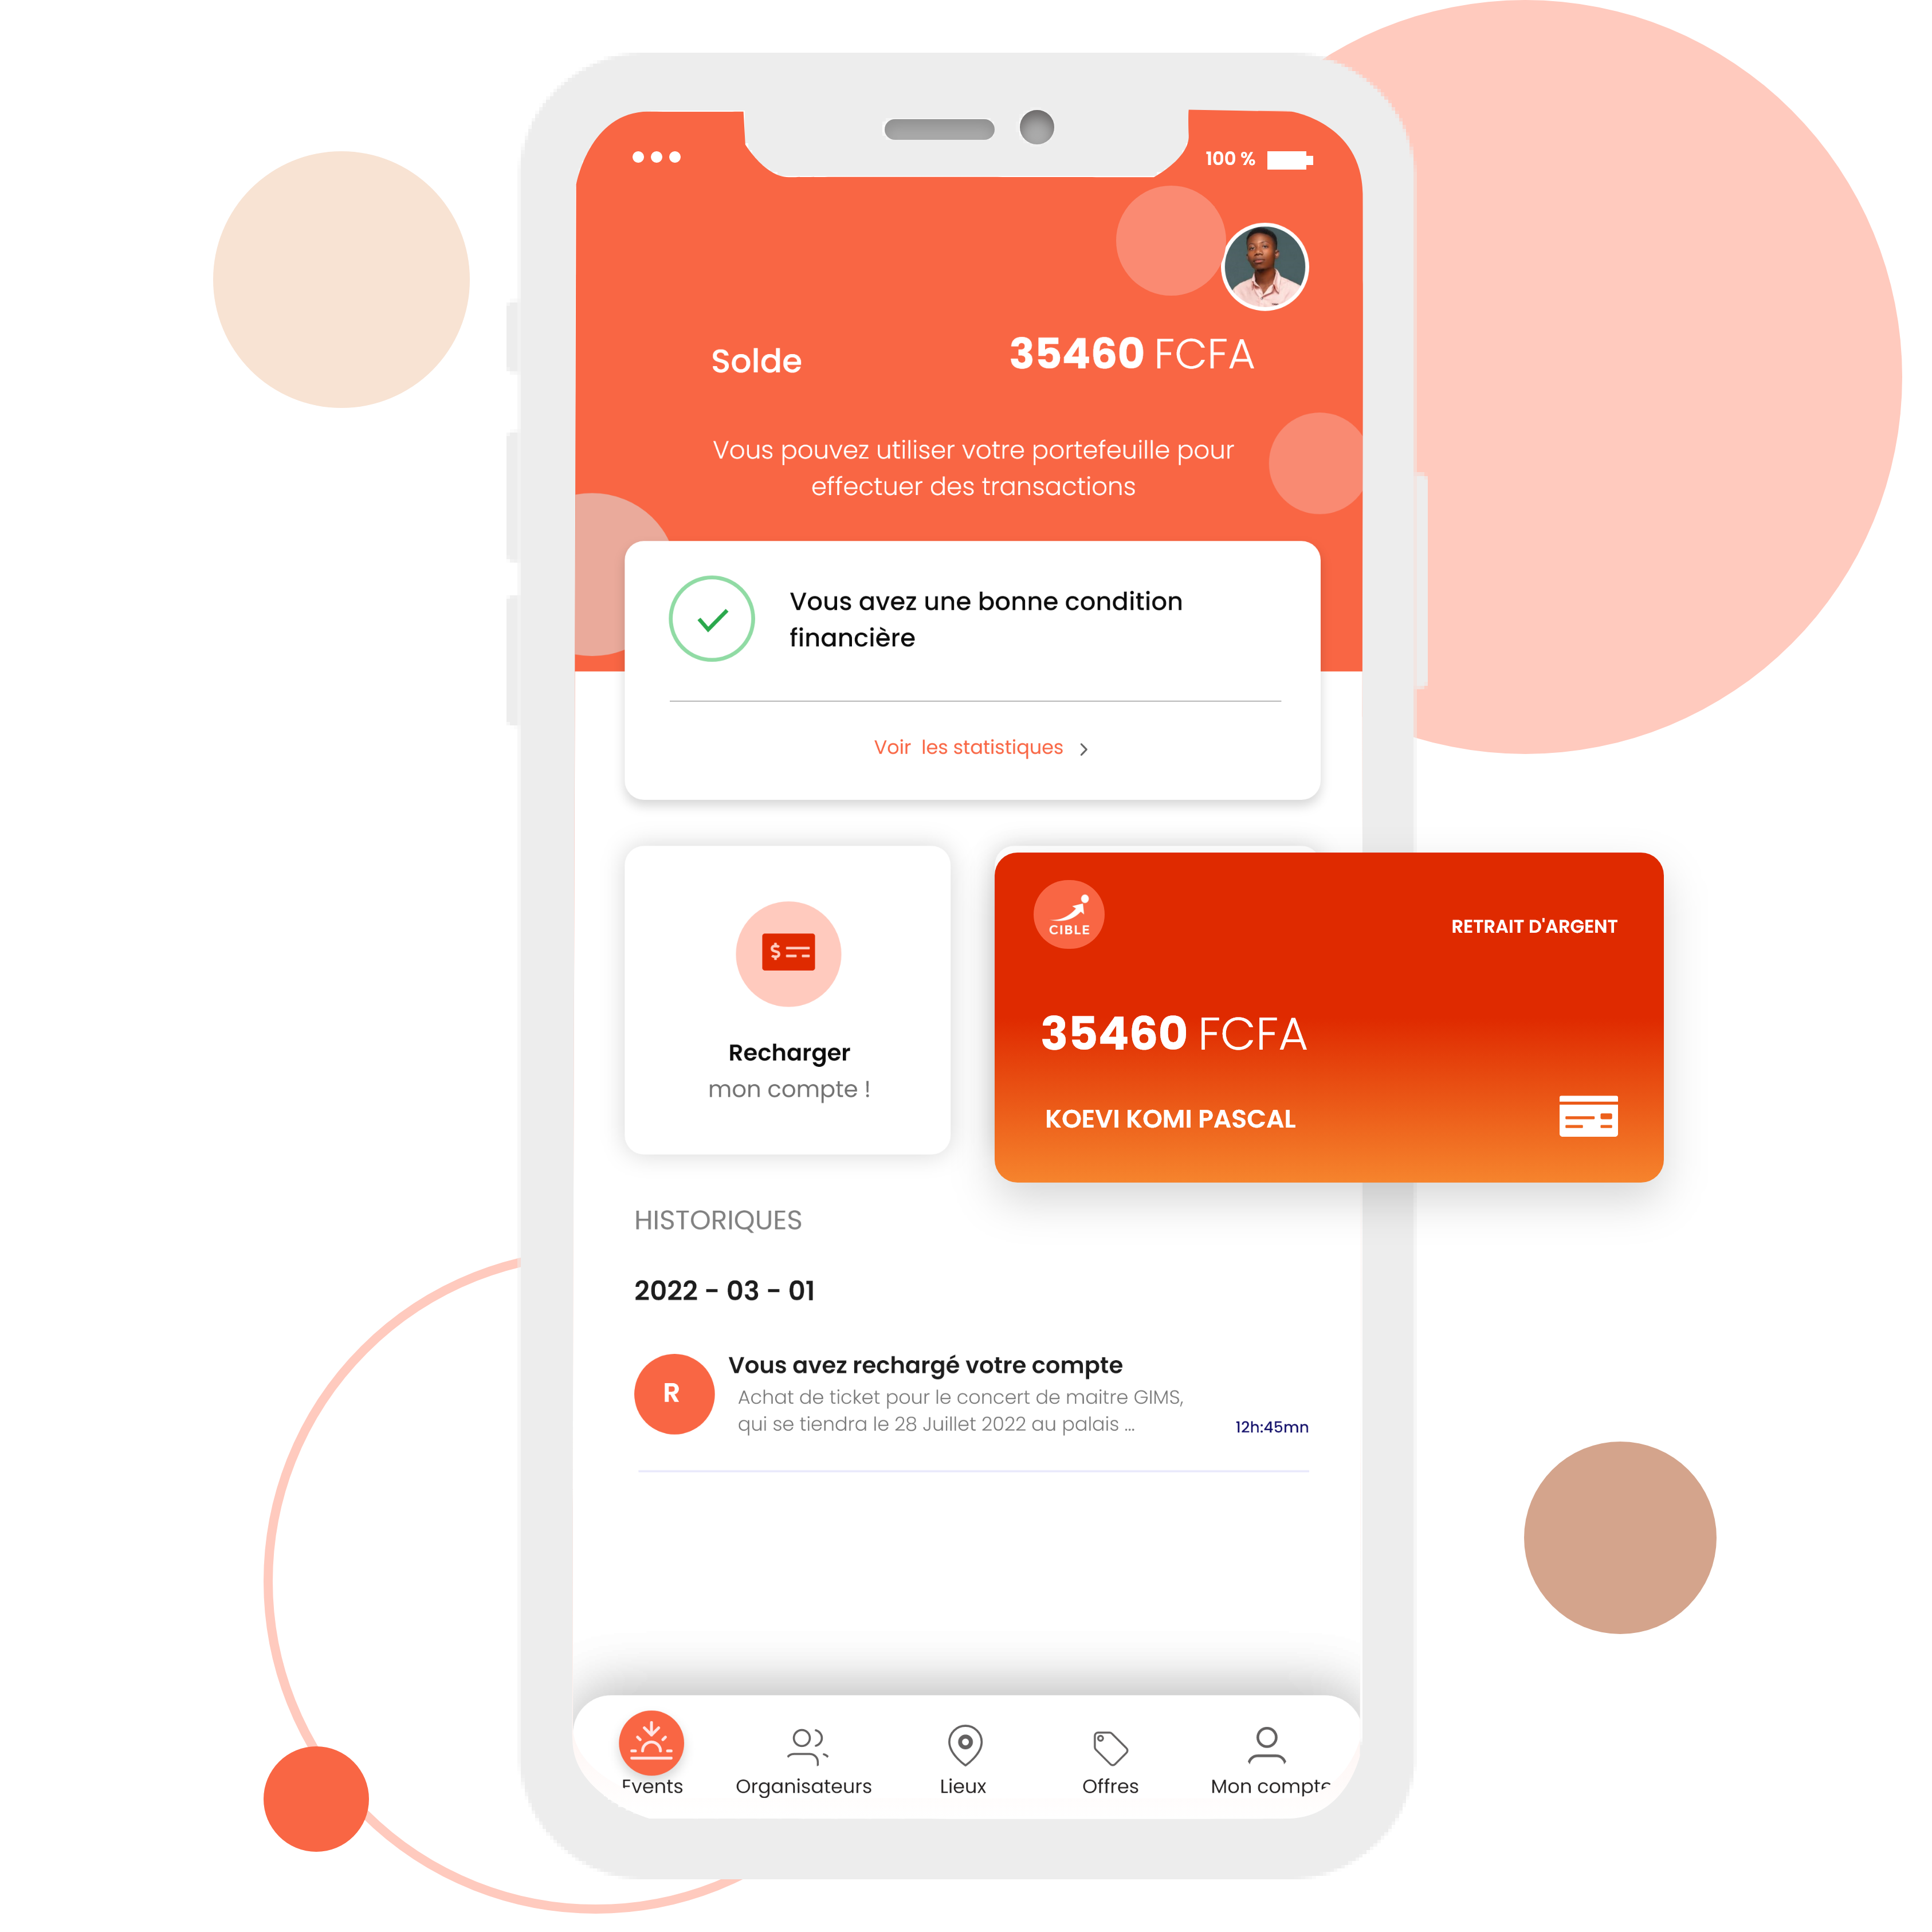 100 %
Solde
35460 FCFA
Vous pouvez utiliser votre portefeuille pour
effectuer des transactions
Vous avez une bonne condition
financière
Voir les statistiques
Recharger
mon compte !
CIBLE
RETRAIT D'ARGENT
35460 FCFA
KOEVI KOMI PASCAL
HISTORIQUES
2022 - 03 - 01
R
Vous avez rechargé votre compte
Achat de ticket pour le concert de maitre GIMS,
qui se tiendra le 28 Juillet 2022 au palais ...
12h:45mn
Events
Organisateurs
Lieux
Offres
Mon compte